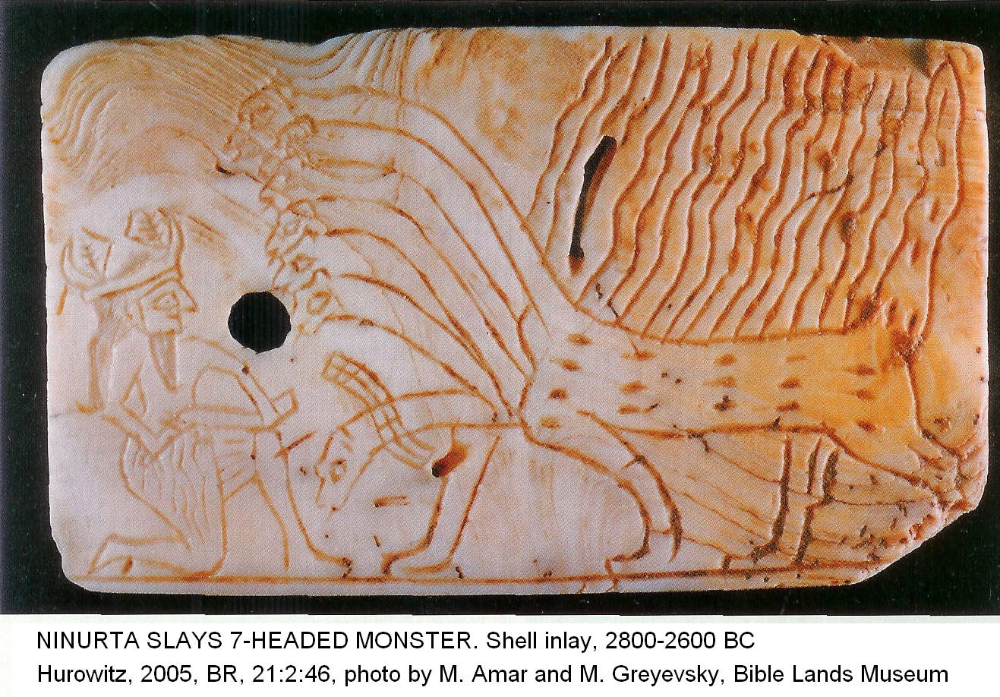 NINURTA SLAYS 7-HEADED MONSTER. Shell inlay, 2800-2600 BC
Hurowitz, 2005, BR, 21:2:46, photo by M. Amar and M. Greyevsky, Bible Lands Museum